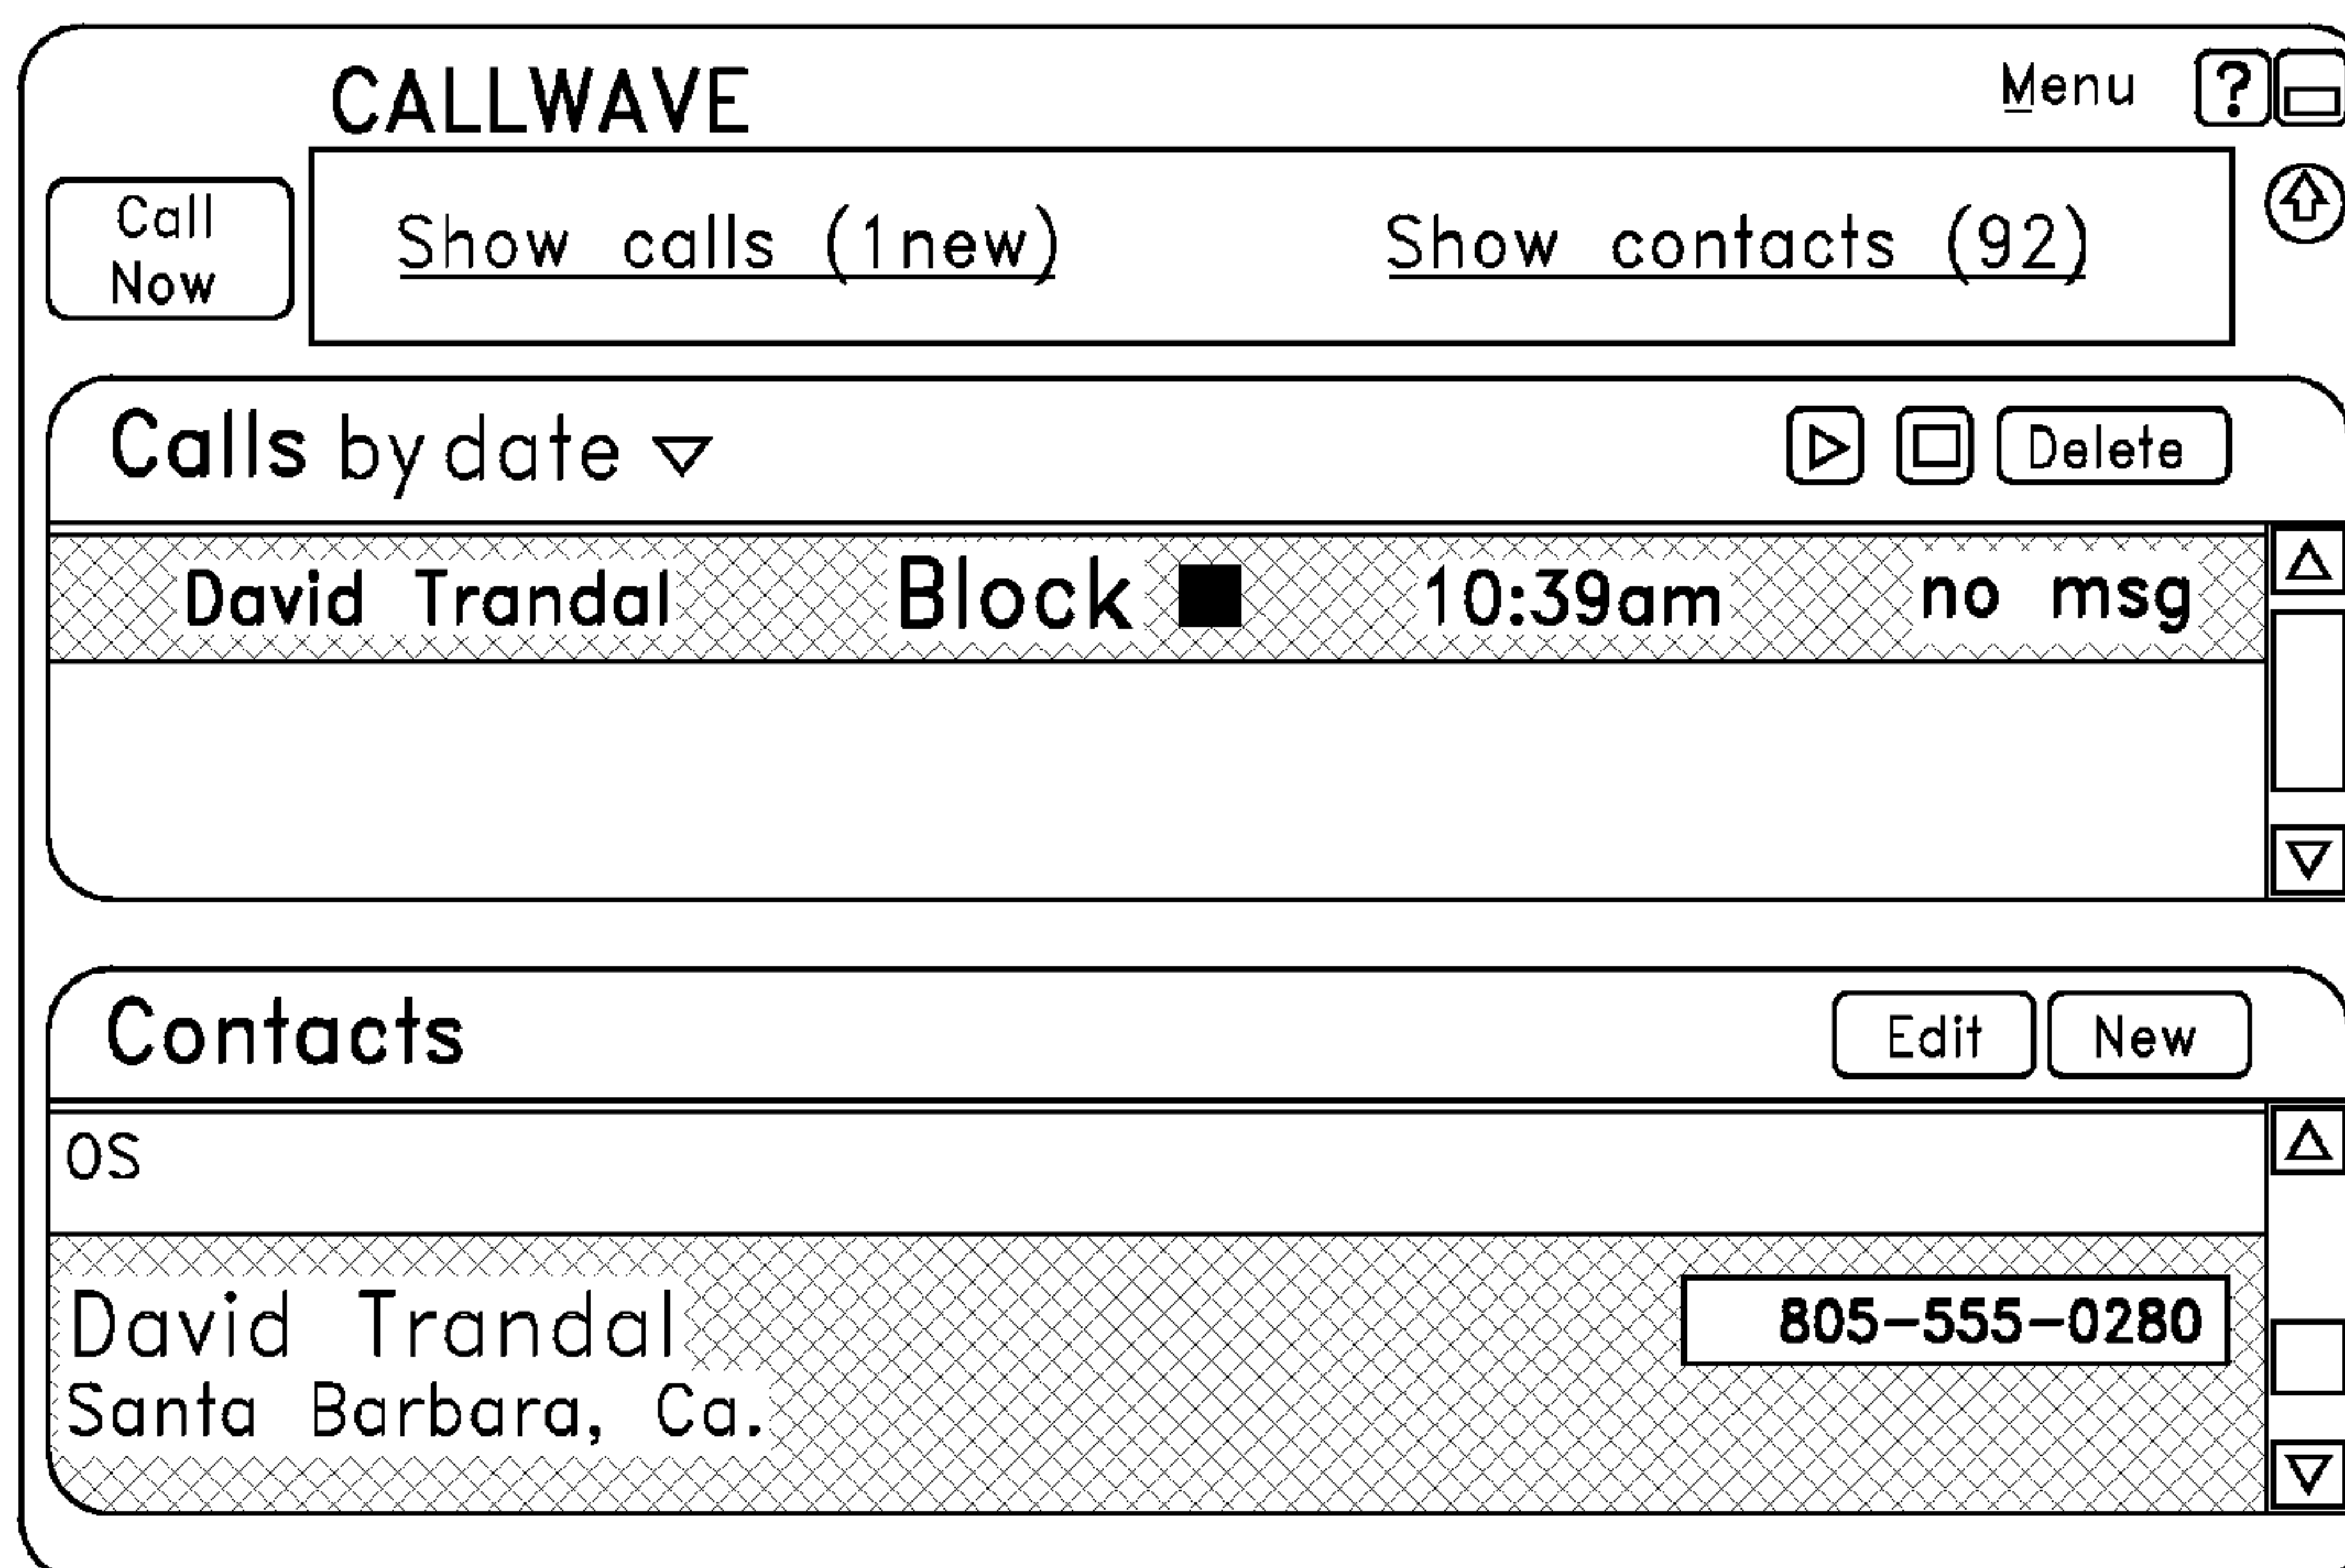 CALLWAVE
Menu ?
Call
Now
Show calls (1new) Show contacts (92)
Calls by date Delete
David Trandal Block 10:39am no msg
Contacts Edit New
OS
David Trandal 805-555-0280
Santa Barbara, Ca.